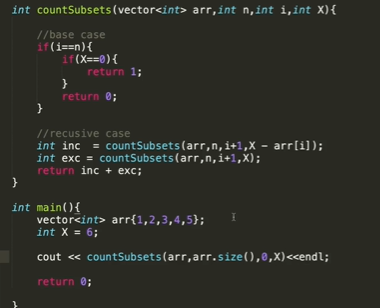 int countSubsets(vector<int> arr,int n,int i,int X){
//base case
if(i==n){
if(X==0){
return 1;
}
return 0;
}
//recusive case
int inc  = countSubsets(arr,n,i+1,X - arr[i]);
int exc = countSubsets(arr,n,i+1,X);
return inc + exc;
}
int main(){
vector<int> arr{1,2,3,4,5};
int X = 6;
cout << countSubsets(arr,arr.size(),0,X)<<endl;
return 0;
}